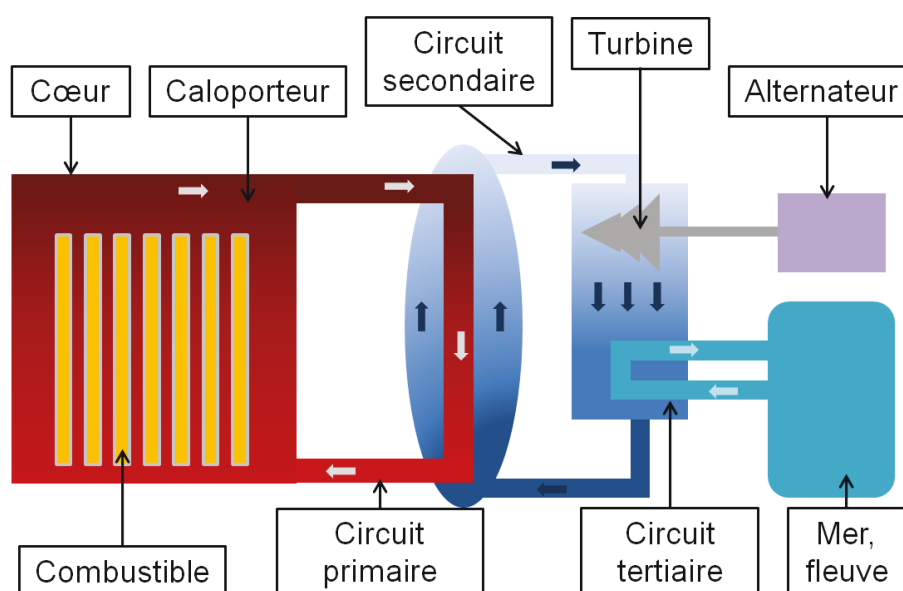 Circuit
secondaire
Turbine
Cœur
Caloporteur
Alternateur
Combustible
Circuit
primaire
Circuit
tertiaire
Mer,
fleuve